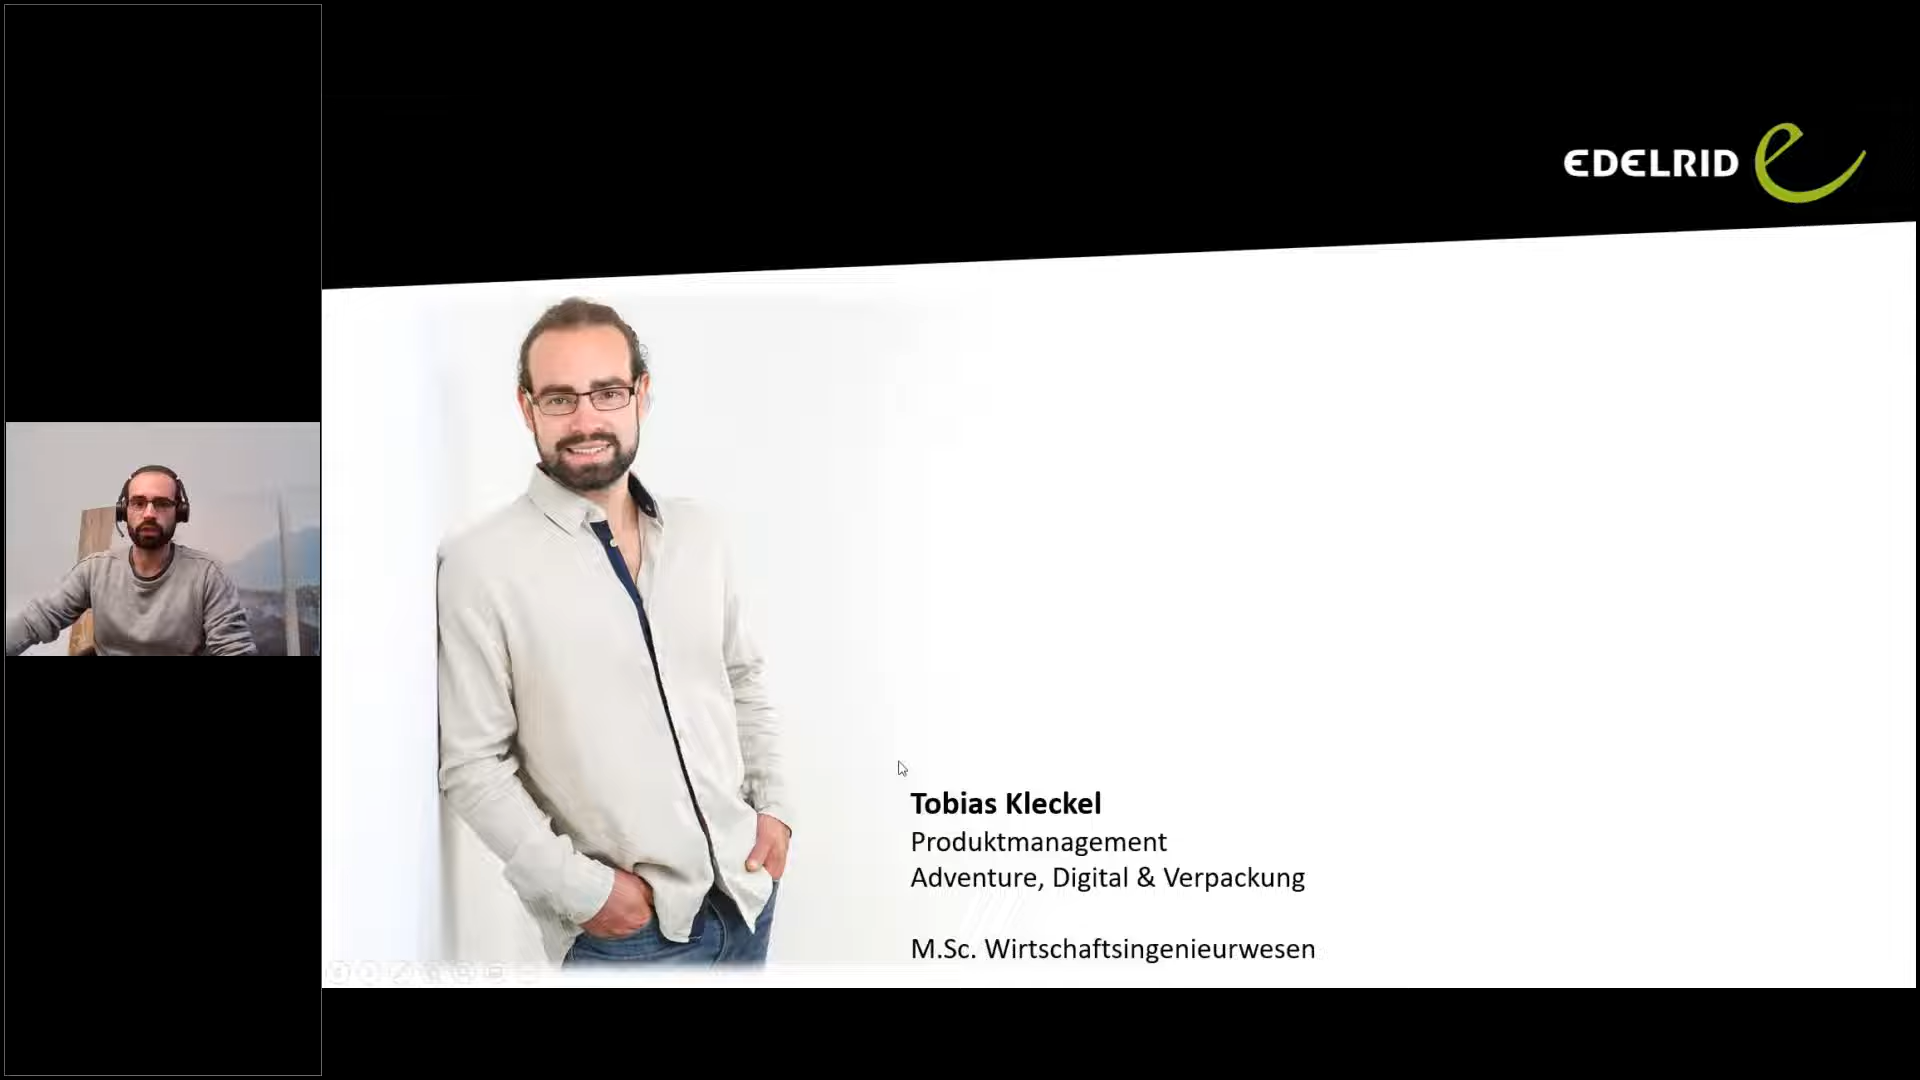 EDELRID
Tobias Kleckel
Produktmanagement
Adventure, Digital & Verpackung
M.Sc. Wirtschaftsingenieurwesen